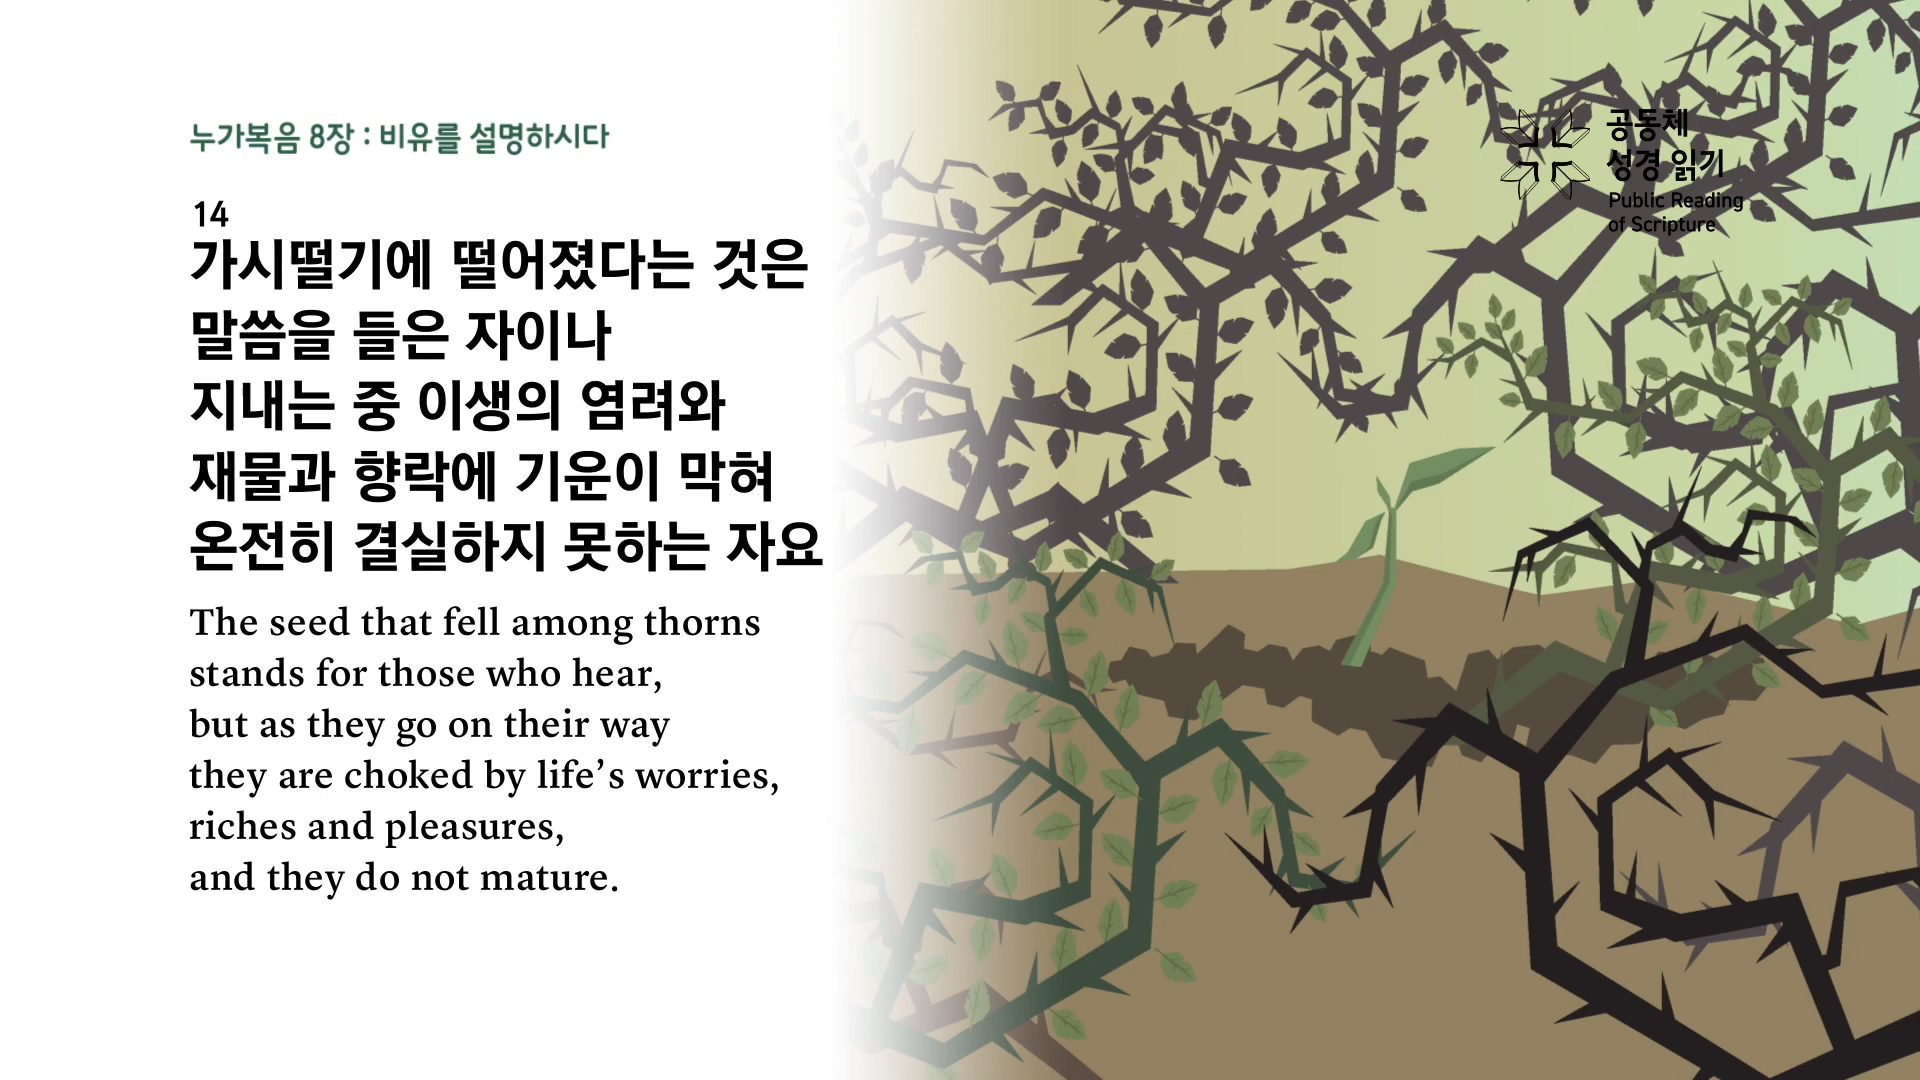 누가복음 8장 : 비유를 설명하시다
14
가시떨기에 떨어졌다는 것은
말씀을 들은 자이나
지내는 중 이생의 염려와
재물과 향락에 기운이 막혀
온전히 결실하지 못하는 자요
The seed that fell among thorns
stands for those who hear,
but as they go on their way
they are choked by life’s worries,
riches and pleasures,
and they do not mature.
공동체
성경 읽기
Public Reading
of Scripture